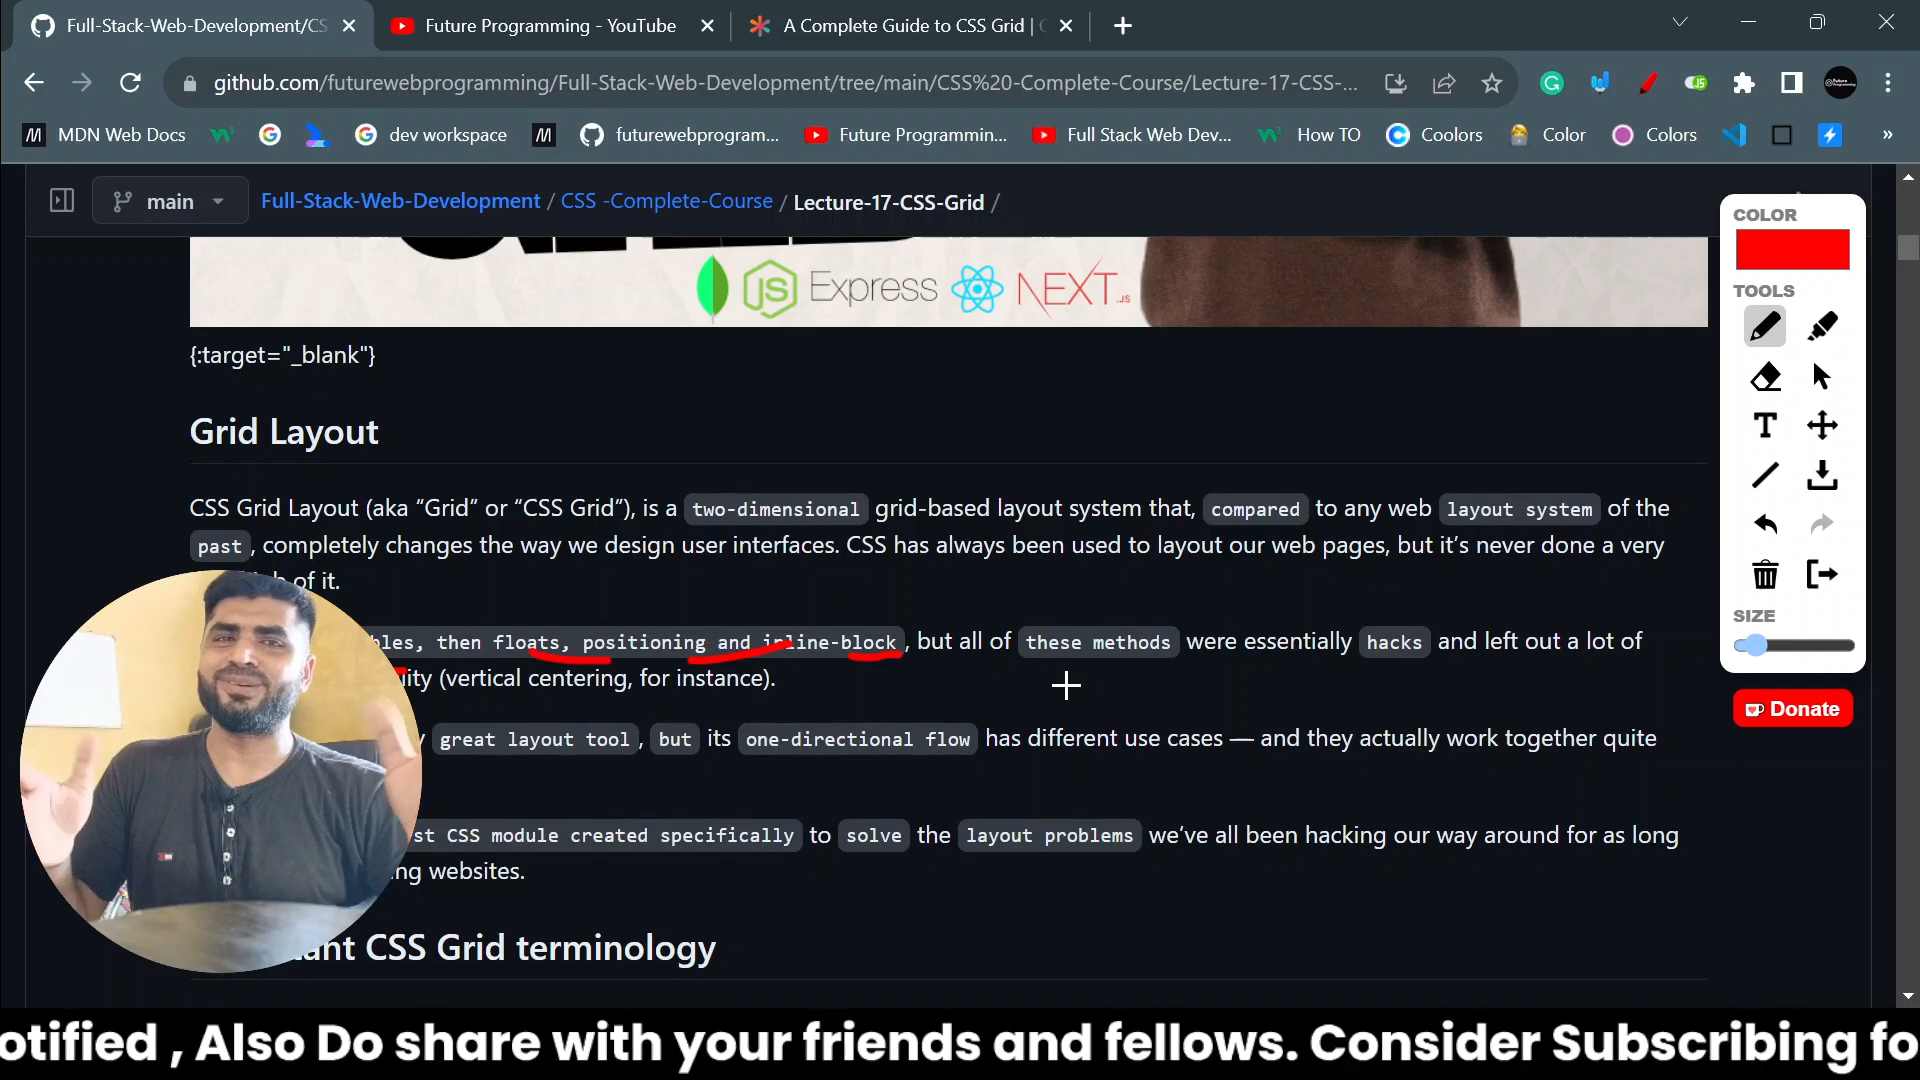 Full-Stack-Web-Development/CS
Future Programming - YouTube
A Complete Guide to CSS Grid |
github.com/futurewebprogramming/Full-Stack-Web-Development/tree/main/CSS%20-Complete-Course/Lecture-17-CSS-...
MDN Web Docs
dev workspace
futurewebprogram...
Future Programmin...
Full Stack Web Dev...
How TO
Coolors
Color
Colors
»
main
Full-Stack-Web-Development / CSS -Complete-Course / Lecture-17-CSS-Grid /
JS Express NEXT.JS
{:target="_blank"}
Grid Layout
CSS Grid Layout (aka “Grid” or “CSS Grid”), is a two-dimensional grid-based layout system that, compared to any web layout system of the
past , completely changes the way we design user interfaces. CSS has always been used to layout our web pages, but it’s never done a very
of it.
bles, then floats, positioning and inline-block , but all of these methods were essentially hacks and left out a lot of
lity (vertical centering, for instance).
y great layout tool , but its one-directional flow has different use cases — and they actually work together quite
st CSS module created specifically to solve the layout problems we’ve all been hacking our way around for as long
ng websites.
tant CSS Grid terminology
COLOR
TOOLS
T
SIZE
Donate
otified , Also Do share with your friends and fellows. Consider Subscribing fo